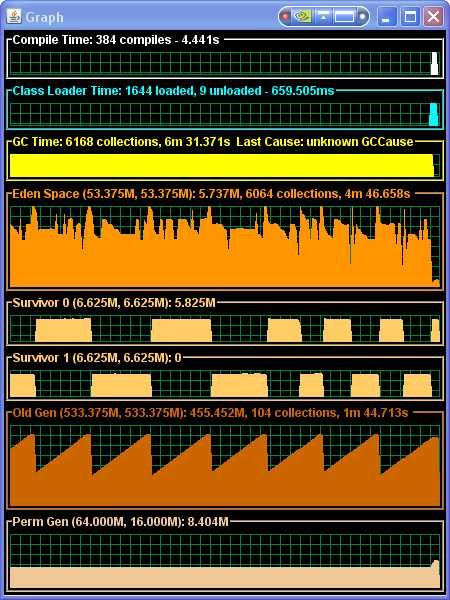 Graph
Compile Time: 384 compiles - 4.441s
Class Loader Time: 1644 loaded, 9 unloaded - 659.505ms
GC Time: 6168 collections, 6m 31.371s Last Cause: unknown GCCause
Eden Space (53.375M, 53.375M): 5.737M, 6064 collections, 4m 46.658s
Survivor 0 (6.625M, 6.625M): 5.825M
Survivor 1 (6.625M, 6.625M): 0
Old Gen (533.375M, 533.375M): 455.452M, 104 collections, 1m 44.713s
Perm Gen (64.000M, 16.000M): 8.404M